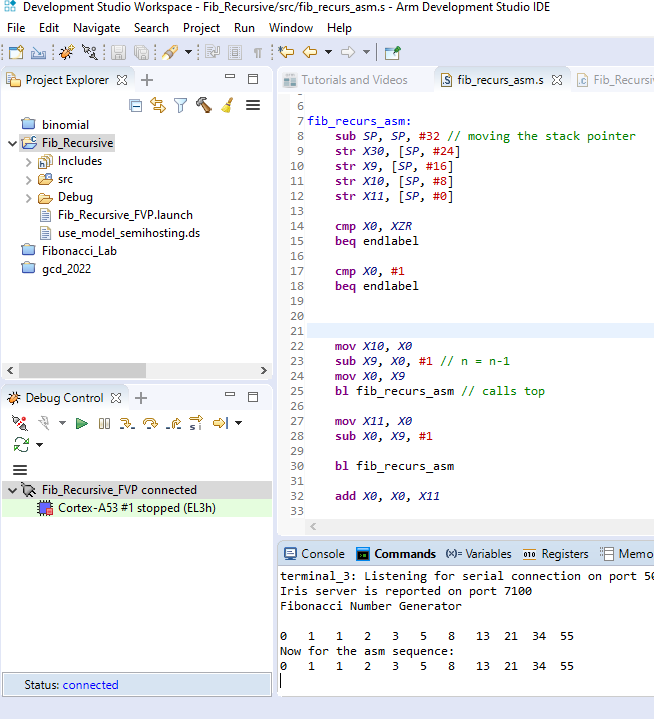 Development Studio Workspace - Fib_Recursive/src/fib_recurs_asm.s - Arm Development Studio IDE
File Edit Navigate Search Project Run Window Help
Project Explorer
binomial
Fib_Recursive
Includes
src
Debug
Fib_Recursive_FVP.launch
use_model_semihosting.ds
Fibonacci_Lab
gcd_2022
Debug Control
Fib_Recursive_FVP connected
Cortex-A53 #1 stopped (EL3h)
Status: connected
Tutorials and Videos fib_recurs_asm.s Fib_Recursiv
6
7 fib_recurs_asm:
8 sub SP, SP, #32 // moving the stack pointer
9 str X30, [SP, #24]
10 str X9, [SP, #16]
11 str X10, [SP, #8]
12 str X11, [SP, #0]
13
14 cmp X0, XZR
15 beq endlabel
16
17 cmp X0, #1
18 beq endlabel
19
20
21
22 mov X10, X0
23 sub X9, X0, #1 // n = n-1
24 mov X0, X9
25 bl fib_recurs_asm // calls top
26
27 mov X11, X0
28 sub X0, X9, #1
29
30 bl fib_recurs_asm
31
32 add X0, X0, X11
33
Console Commands (x)= Variables 010 Registers Memo
terminal_3: Listening for serial connection on port 50
Iris server is reported on port 7100
Fibonacci Number Generator
0 1 1 2 3 5 8 13 21 34 55
Now for the asm sequence:
0 1 1 2 3 5 8 13 21 34 55